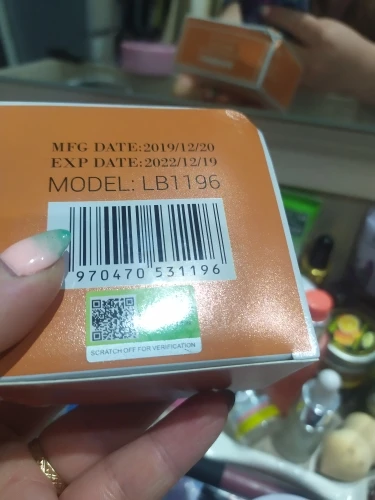 MFG DATE:2019/12/20
EXP DATE:2022/12/19
MODEL: LB1196
970470 531196
SCRATCH OFF FOR VERIFICATION